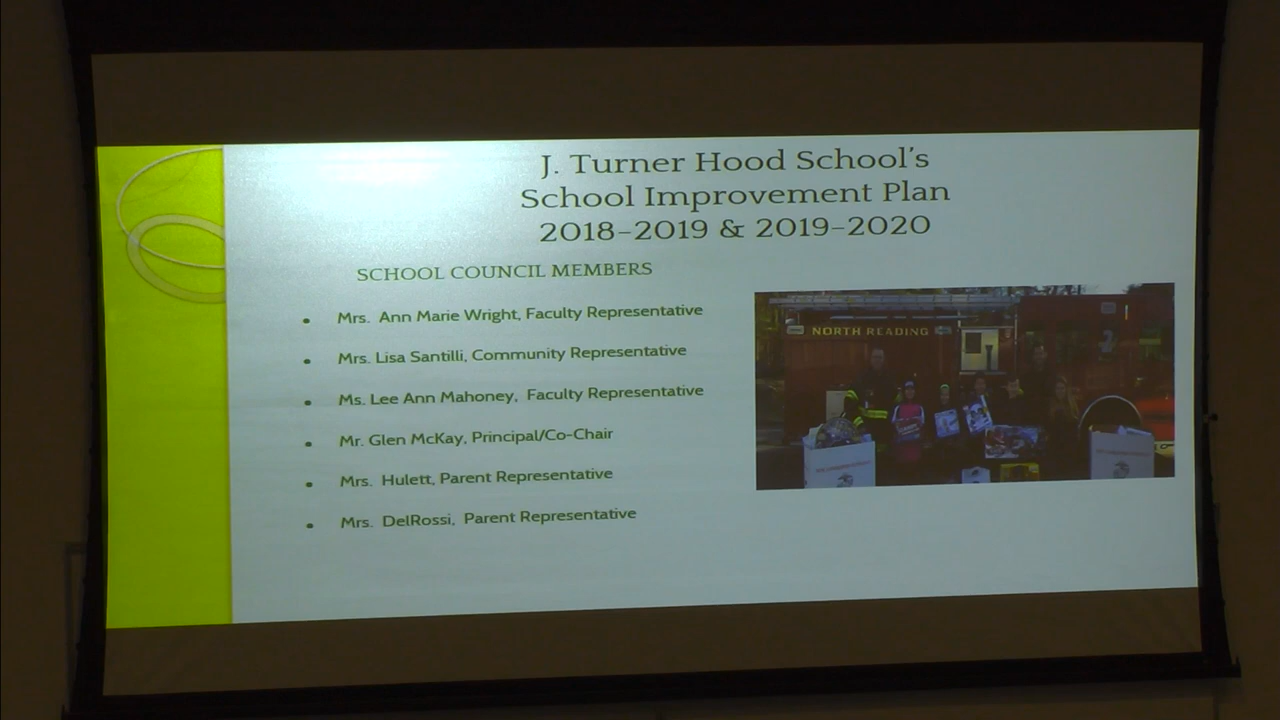 J. Turner Hood School's
School Improvement Plan
2018-2019 & 2019-2020
SCHOOL COUNCIL MEMBERS
• Mrs. Ann Marie Wright, Faculty Representative
• Mrs. Lisa Santilli, Community Representative
• Ms. Lee Ann Mahoney, Faculty Representative
• Mr. Glen McKay, Principal/Co-Chair
• Mrs. Hulett, Parent Representative
• Mrs. DelRossi, Parent Representative
NORTH READING